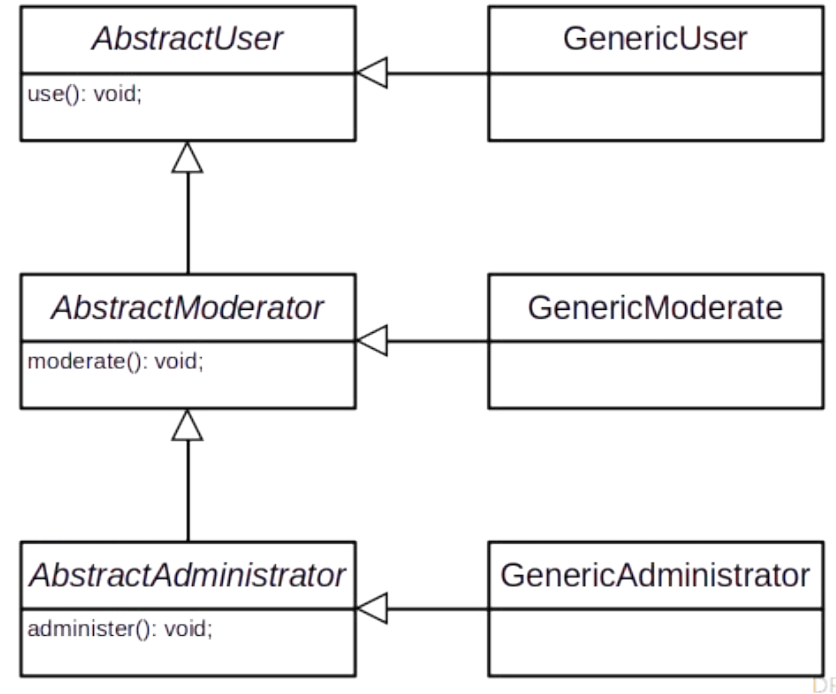 AbstractUser
GenericUser
use(): void;
AbstractModerator
GenericModerate
moderate(): void;
AbstractAdministrator
GenericAdministrator
administer(): void;